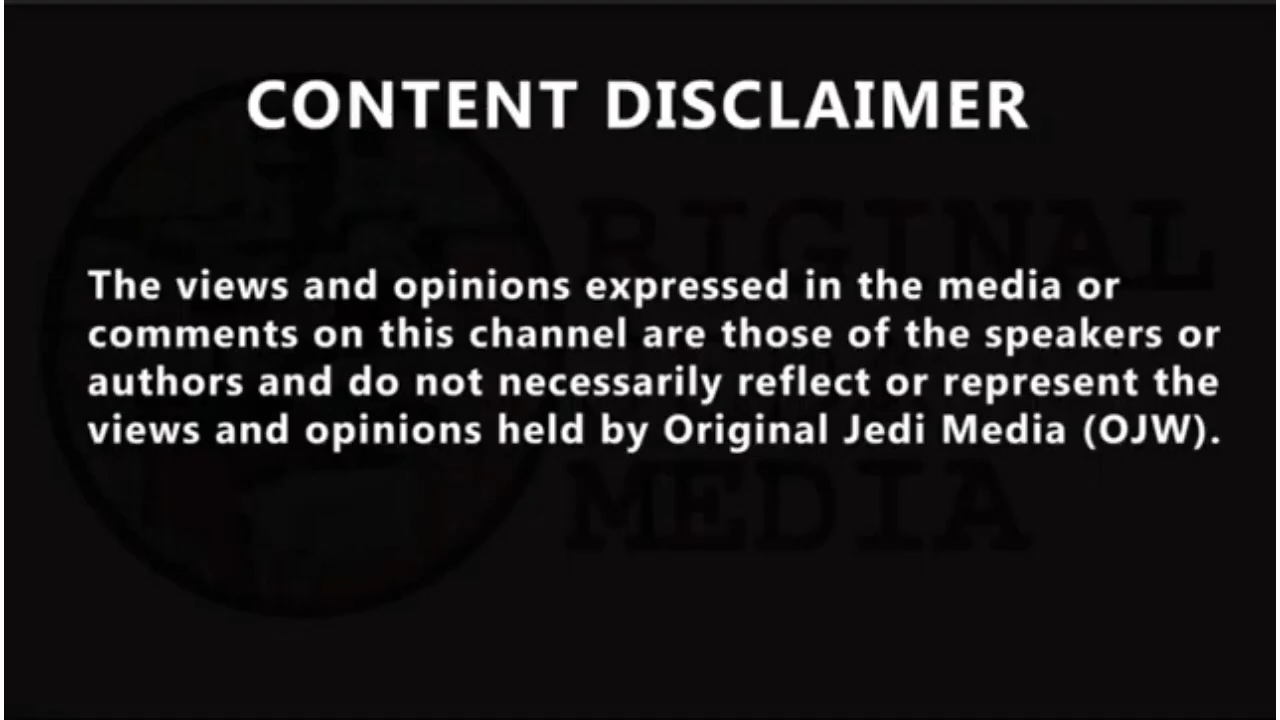 CONTENT DISCLAIMER
RIGINAL
The views and opinions expressed in the media or
comments on this channel are those of the speakers or
authors and do not necessarily reflect or represent the
views and opinions held by Original Jedi Media (OJW).
MEDIA